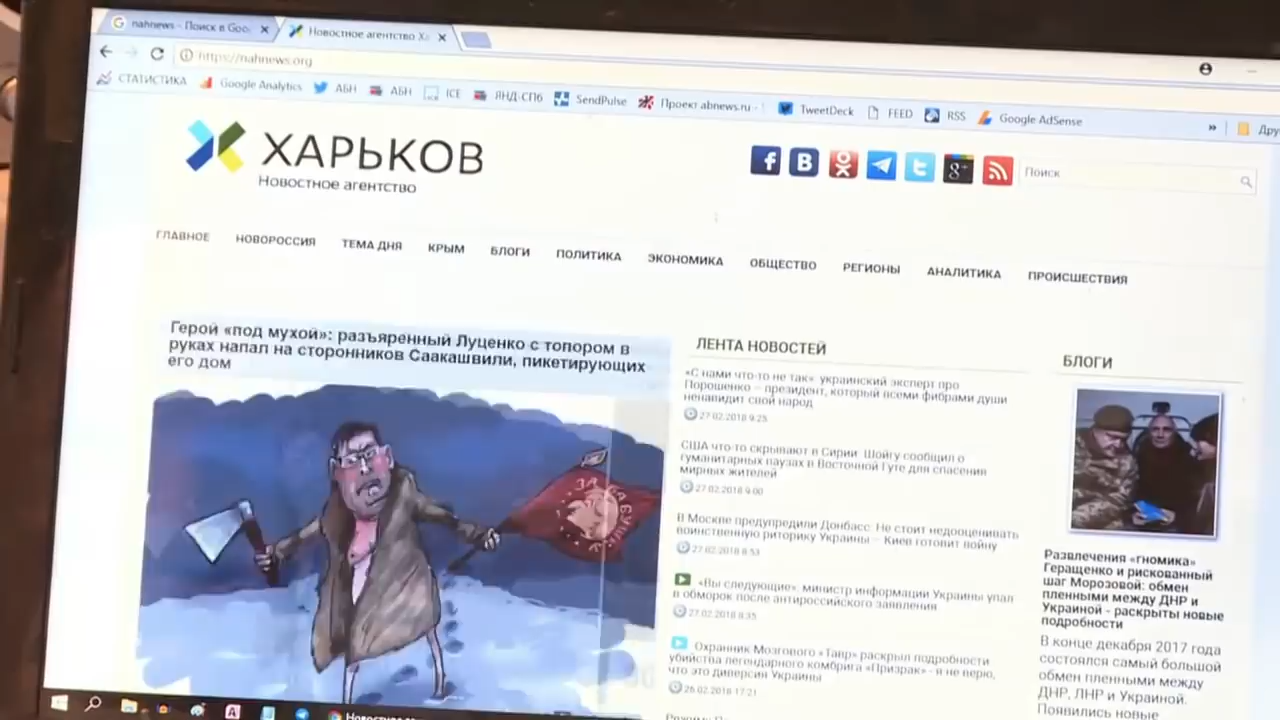 nahnews - Поиск в Goo
Новостное агентство Ха
https://nahnews.org
СТАТИСТИКА Google Analytics АБН АБН ICE ЯНД-СПб SendPulse Проект abnews.ru - TweetDeck FEED RSS Google AdSense » Дру
ХАРЬКОВ
Новостное агентство
Поиск
ГЛАВНОЕ НОВОРОССИЯ ТЕМА ДНЯ КРЫМ БЛОГИ ПОЛИТИКА ЭКОНОМИКА ОБЩЕСТВО РЕГИОНЫ АНАЛИТИКА ПРОИСШЕСТВИЯ
Герой «под мухой»: разъяренный Луценко с топором в
руках напал на сторонников Саакашвили, пикетирующих
его дом
ЛЕНТА НОВОСТЕЙ
«С нами что-то не так»: украинский эксперт про
Порошенко – президент, который всеми фибрами души
ненавидит свой народ
27.02.2018 9:25
США что-то скрывают в Сирии. Шойгу сообщил о
гуманитарных паузах в Восточной Гуте для спасения
мирных жителей
27.02.2018 9:00
В Москве предупредили Донбасс: Не стоит недооценивать
воинственную риторику Украины – Киев готовит войну
27.02.2018 8:53
«Вы следующие»: министр информации Украины упал
в обморок после антироссийского заявления
27.02.2018 8:35
Охранник Мозгового «Тавр» раскрыл подробности
убийства легендарного комбрига «Призрак» - я не верю,
что это диверсия Украины
26.02.2018 17:21
БЛОГИ
Развлечения «гномика»
Геращенко и рискованный
шаг Морозовой: обмен
пленными между ДНР и
Украиной - раскрыты новые
подробности
В конце декабря 2017 года
состоялся самый большой
обмен пленными между
ДНР, ЛНР и Украиной.
Появились новые